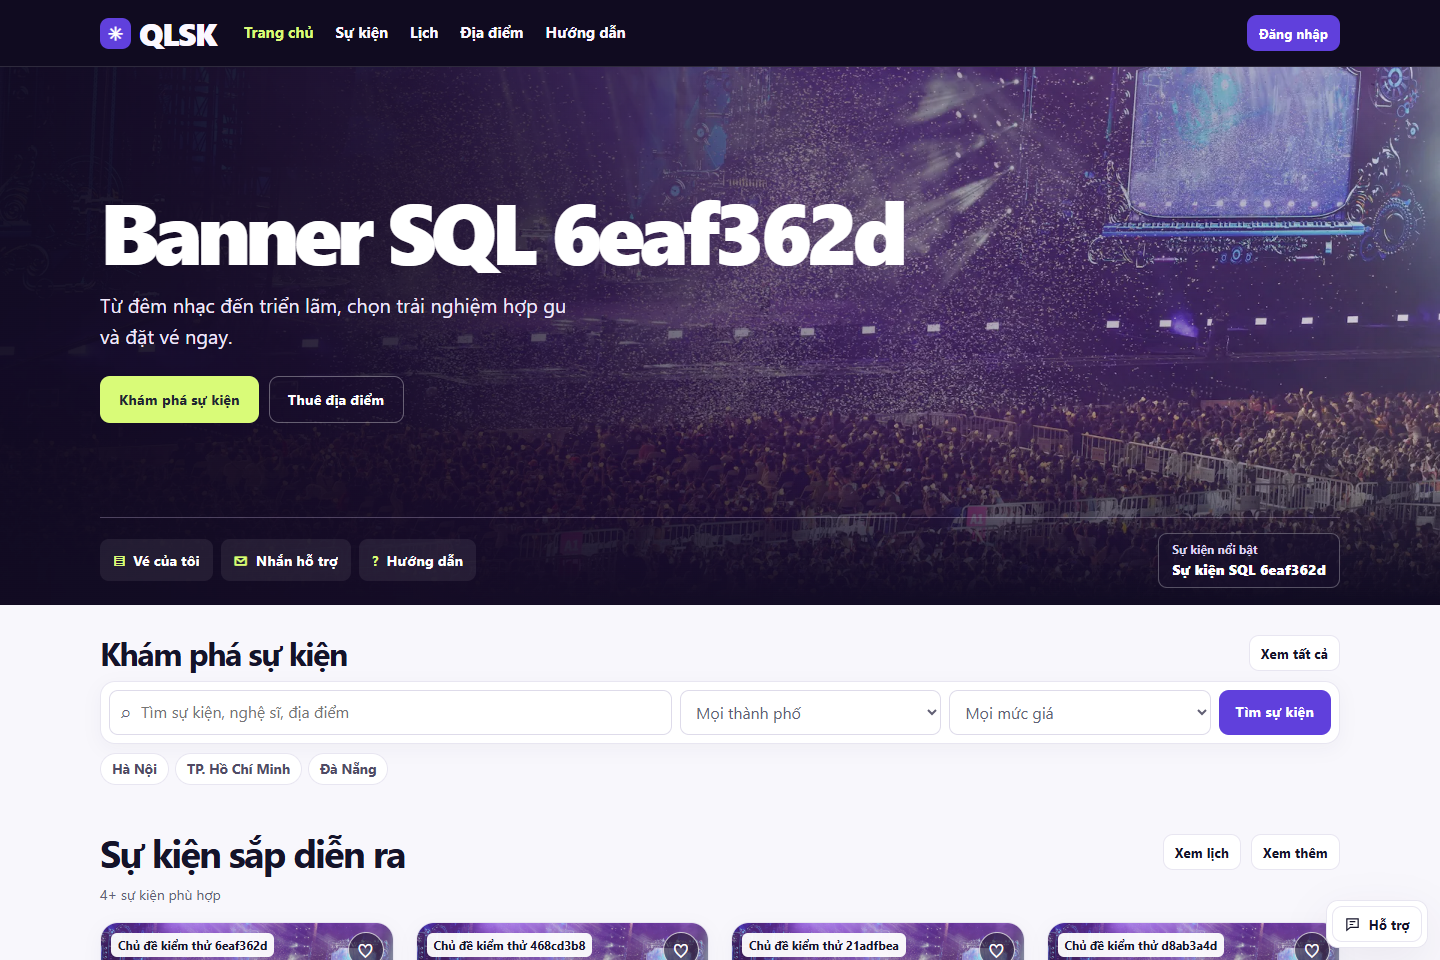 QLSK
Trang chủ
Sự kiện
Lịch
Địa điểm
Hướng dẫn
Đăng nhập
Banner SQL 6eaf362d
Từ đêm nhạc đến triển lãm, chọn trải nghiệm hợp gu
và đặt vé ngay.
Khám phá sự kiện
Thuê địa điểm
Vé của tôi
Nhắn hỗ trợ
? Hướng dẫn
Sự kiện nổi bật
Sự kiện SQL 6eaf362d
Khám phá sự kiện
Xem tất cả
Tìm sự kiện, nghệ sĩ, địa điểm
Mọi thành phố
Mọi mức giá
Tìm sự kiện
Hà Nội
TP. Hồ Chí Minh
Đà Nẵng
Sự kiện sắp diễn ra
Xem lịch
Xem thêm
4+ sự kiện phù hợp
Chủ đề kiểm thử 6eaf362d
Chủ đề kiểm thử 468cd3b8
Chủ đề kiểm thử 21adfbea
Chủ đề kiểm thử d8ab3a4d
Hỗ trợ